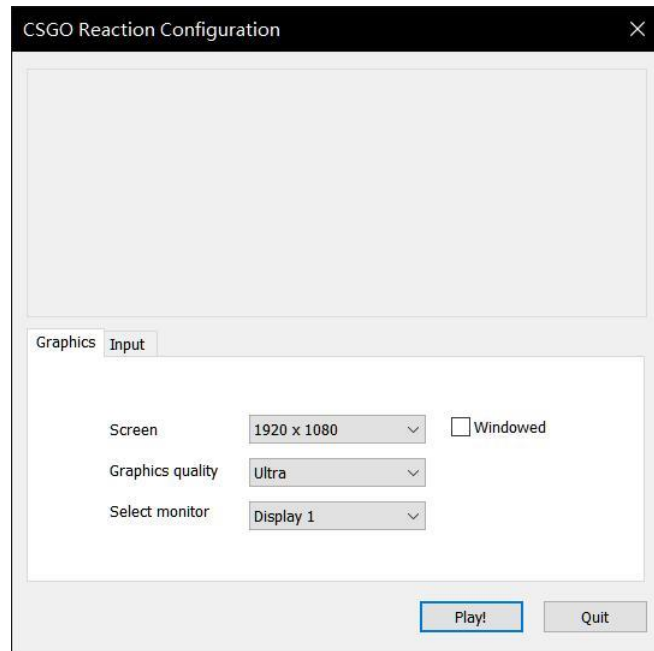 CSGO Reaction Configuration
Graphics Input
Screen 1920 x 1080 Windowed
Graphics quality Ultra
Select monitor Display 1
Play! Quit